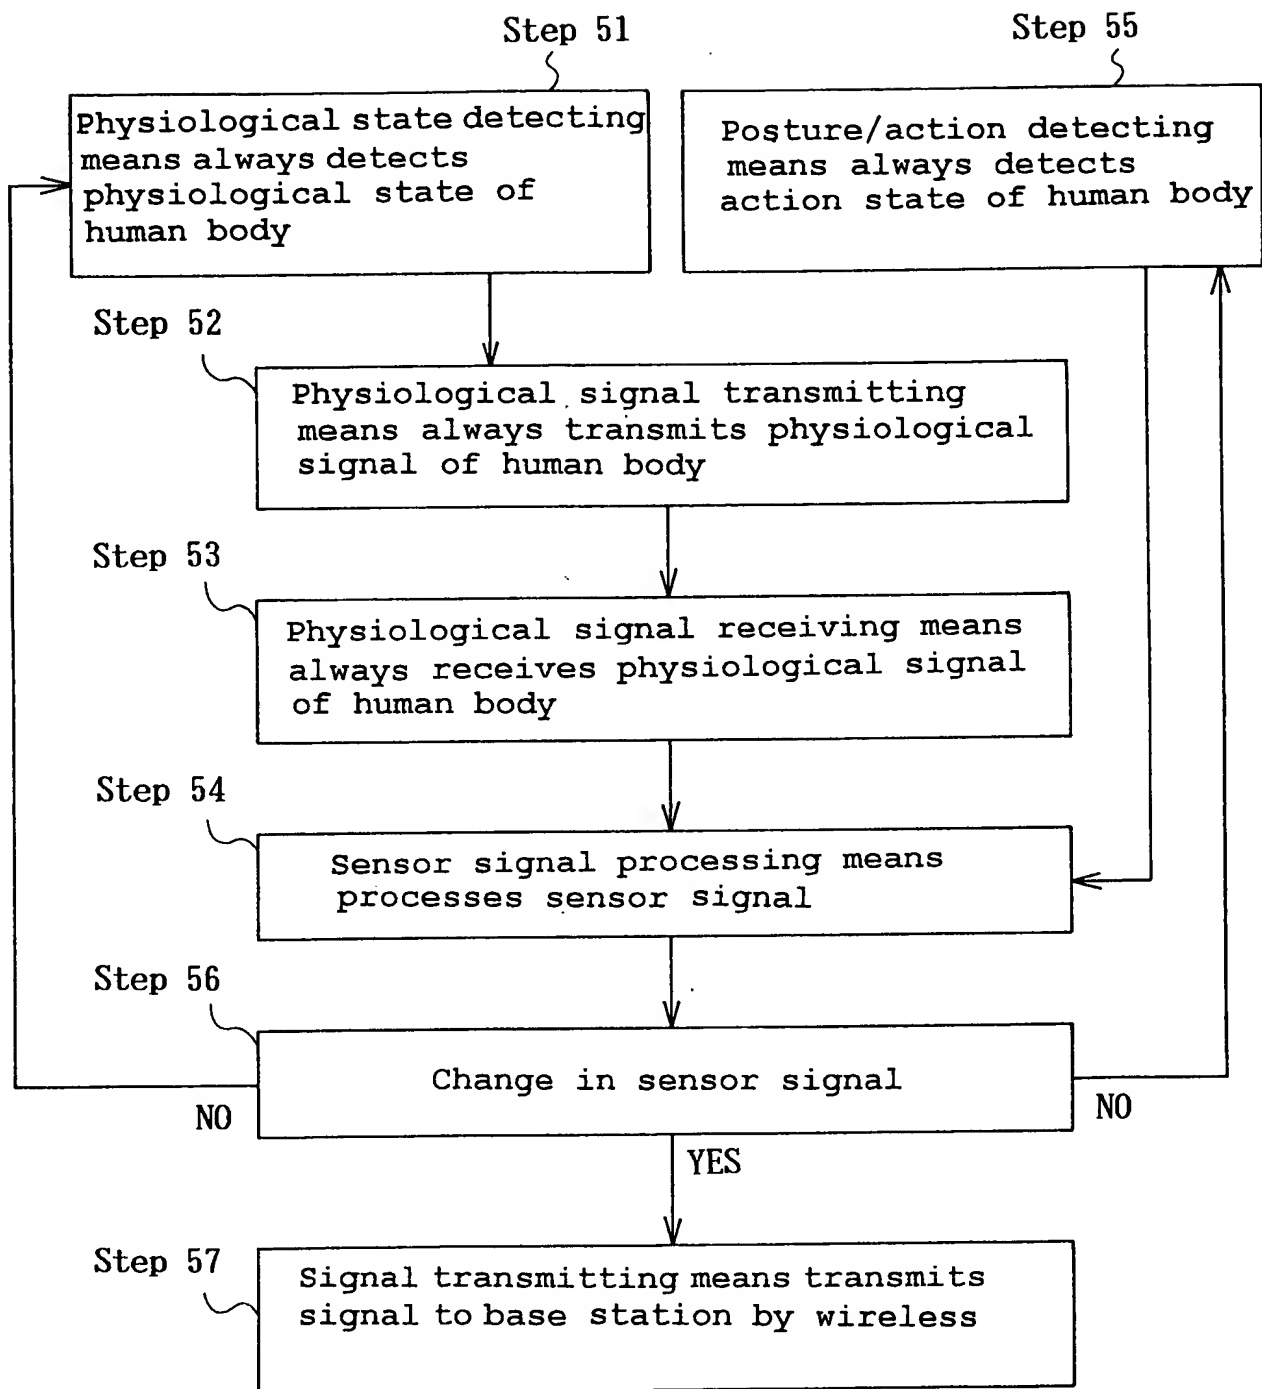 Step 51
Step 55
Physiological state detecting
means always detects
physiological state of
human body
Posture/action detecting
means always detects
action state of human body
Step 52
Physiological signal transmitting
means always transmits physiological
signal of human body
Step 53
Physiological signal receiving means
always receives physiological signal
of human body
Step 54
Sensor signal processing means
processes sensor signal
Step 56
Change in sensor signal
NO
NO
YES
Step 57
Signal transmitting means transmits
signal to base station by wireless